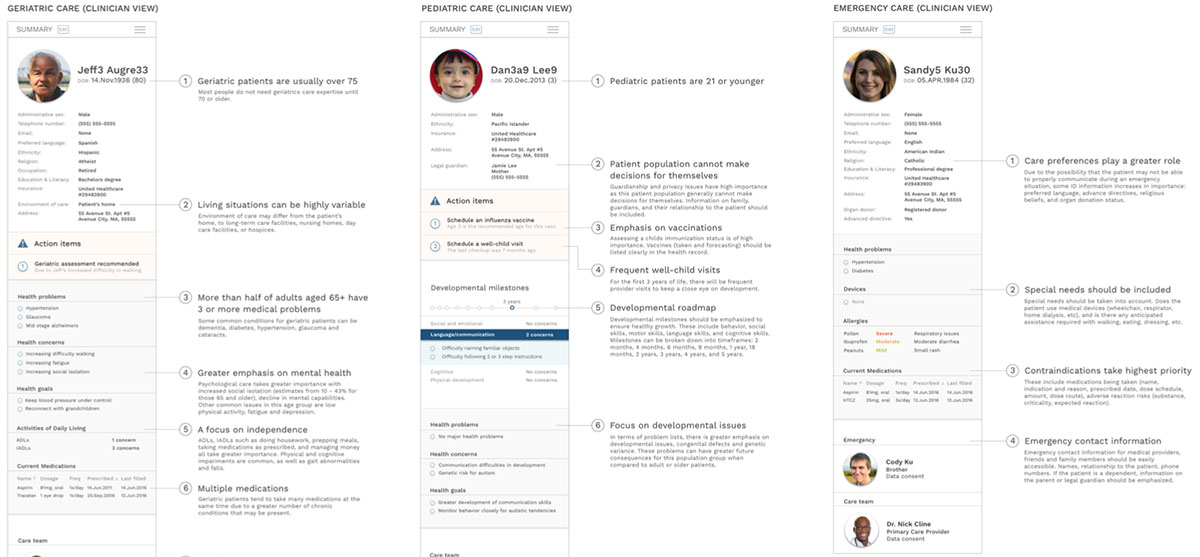 GERIATRIC CARE (CLINICIAN VIEW)
SUMMARY Edit
Jeff3 Augre33
DOB: 14.Nov1936 (80)
Administrative sex: Male
Telephone number: (555) 555-5555
Email: None
Preferred language: Spanish
Ethnicity: Hispanic
Religion: Atheist
Occupation: Retired
Education & Literacy: Bachelors degree
Insurance: United Healthcare
#29483900
Environment of care: Patient's home
Address: 55 Avenue St. Apt #5
Avenue City, MA, 55555
Action items
1 Geriatric assessment recommended
Due to Jeff's increased difficulty in walking
Health problems
Hypertension
Glaucoma
Mid stage alzheimers
Health concerns
Increasing difficulty walking
Increasing fatigue
Increasing social isolation
Health goals
Keep blood pressure under control
Reconnect with grandchildren
Activities of Daily Living
ADLs 1 concern
IADLs 3 concerns
Current Medications
Name Dosage Freq Prescribed Last filled
Aspirin 81mg, oral 1x/day 14.Jun.2011 14.Jun.2016
Travatan 1 eye drop 1x/day 20.Sep.2006 12.Jun.2016
Care team
1 Geriatric patients are usually over 75
Most people do not need geriatrics care expertise until
70 or older.
2 Living situations can be highly variable
Environment of care may differ from the patient's
home, to long-term care facilities, nursing homes, day
care facilities, or hospices.
3 More than half of adults aged 65+ have
3 or more medical problems
Some common conditions for geriatric patients can be
dementia, diabetes, hypertension, glaucoma and
cataracts.
4 Greater emphasis on mental health
Psychological care takes greater importance with
increased social isolation (estimates from 10 - 43% for
those 65 and older), decline in mental capabilities.
Other common issues in this age group are low
physical activity, fatigue and depression.
5 A focus on independence
ADLs, IADLs such as doing housework, prepping meals,
taking medications as prescribed, and managing money
all take greater importance. Physical and cognitive
impariments are common, as well as gait abnormalities
and falls.
6 Multiple medications
Geriatric patients tend to take many medications at the
same time due to a greater number of chronic
conditions that may be present.
PEDIATRIC CARE (CLINICIAN VIEW)
SUMMARY Edit
Dan3a9 Lee9
DOB: 20.Dec.2013 (3)
Administrative sex: Male
Ethnicity: Pacific Islander
Insurance: United Healthcare
#29483900
Address: 55 Avenue St. Apt #5
Avenue City, MA, 55555
Legal guardian: Jamie Lee
Mother
(555) 555-5555
Action items
1 Schedule an influenza vaccine
Age 3 is the recommended age for this vacc.
2 Schedule a well-child visit
The last checkup was 7 months ago
Developmental milestones
3 years
Social and emotional No concerns
Language/communication 2 concerns
Difficulty naming familiar objects
Difficulty following 2 or 3 step instructions
Cognitive No concerns
Physical development No concerns
Health problems
No major health problems
Health concerns
Communication difficulties in development
Genetic risk for autism
Health goals
Greater development of communication skills
Monitor behavior closely for autistic tendencies
Care team
1 Pediatric patients are 21 or younger
2 Patient population cannot make
decisions for themselves
Guardianship and privacy issues have high importance
as this patient population generally cannot make
decisions for themselves. Information on family,
guardians, and their relationship to the patient should
be included.
3 Emphasis on vaccinations
Assessing a childs immunization status is of high
importance. Vaccines (taken and forecasting) should be
listed clearly in the health record.
4 Frequent well-child visits
For the first 3 years of life, there will be frequent
provider visits to keep a close eye on development.
5 Developmental roadmap
Developmental milestones should be emphasized to
ensure healthy growth. These include behavior, social
skills, motor skills, language skills, and cognitive skills.
Milestones can be broken down into timeframes: 2
months, 4 months, 6 months, 9 months, 1 year, 18
months, 2 years, 3 years, 4 years, and 5 years.
6 Focus on developmental issues
In terms of problem lists, there is greater emphasis on
developmental issues, congenital defects and genetic
variance. These problems can have greater future
consequences for this population group when
compared to adult or older patients.
EMERGENCY CARE (CLINICIAN VIEW)
SUMMARY Edit
Sandy5 Ku30
DOB: 05.APR.1984 (32)
Administrative sex: Female
Telephone number: (555) 555-5555
Email: None
Preferred language: English
Ethnicity: American Indian
Religion: Catholic
Education & Literacy: Professional degree
Insurance: United Healthcare
#29483900
Address: 55 Avenue St. Apt #5
Avenue City, MA, 55555
Organ donor: Registered donor
Advanced directive: Yes
Health problems
Hypertension
Diabetes
Devices
None
Allergies
Pollen Severe Respiratory issues
Ibuprofen Moderate Moderate diarrhea
Peanuts Mild Small rash
Current Medications
Name Dosage Freq Prescribed Last filled
Aspirin 81mg, oral 1x/day 14.Jun.2014 14.Jun.2016
HTCZ 25mg, oral 3x/day 12.Jun.2014 12.Jun.2016
Emergency
Cody Ku
Brother
Data consent
Care team
Dr. Nick Cline
Primary Care Provider
Data consent
1 Care preferences play a greater role
Due to the possibility that the patient may not be able
to properly communicate during an emergency
situation, some ID information increases in importance:
preferred language, advance directives, religious
beliefs, and organ donation status.
2 Special needs should be included
Special needs should be taken into account. Does the
patient use medical devices (wheelchair, respirator,
home dialysis, etc), and is there any anticipated
assistance required with walking, eating, dressing, etc.
3 Contraindications take highest priority
These include medications being taken (name,
indication and reason, prescribed date, dose schedule,
amount, dose route), adverse reaction risks (substance,
criticality, expected reaction).
4 Emergency contact information
Emergency contact information for medical providers,
friends and family members should be easily
accessible. Names, relationship to the patient, phone
numbers. If the patient is a dependent, information on
the parent or legal guardian should be emphasized.